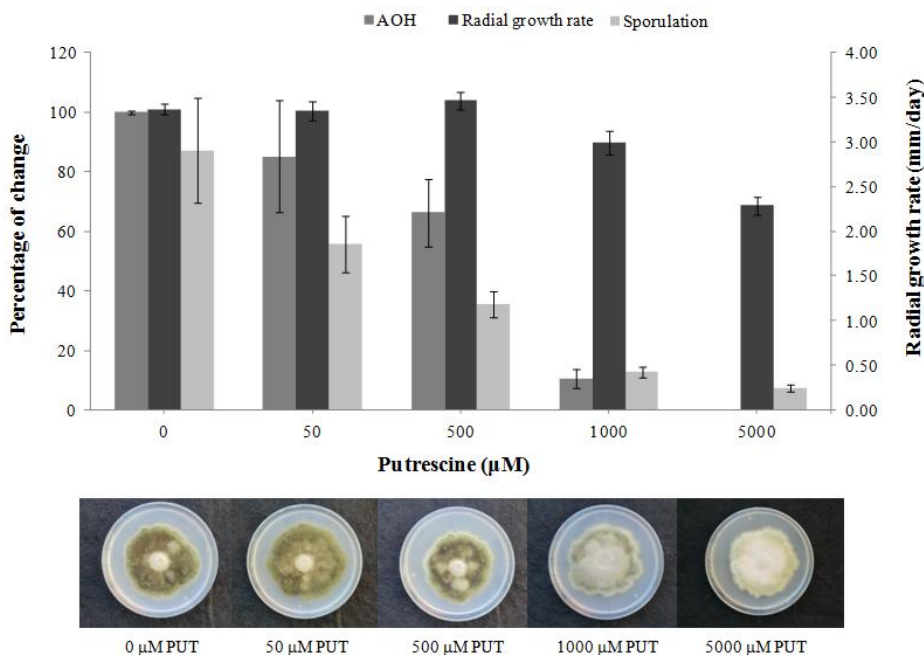 AOH Radial growth rate Sporulation
Percentage of change
120
100
80
60
40
20
0
4.00
3.50
3.00
2.50
2.00
1.50
1.00
0.50
0.00
Radial growth rate (mm/day)
0 50 500 1000 5000
Putrescine (µM)
0 µM PUT 50 µM PUT 500 µM PUT 1000 µM PUT 5000 µM PUT